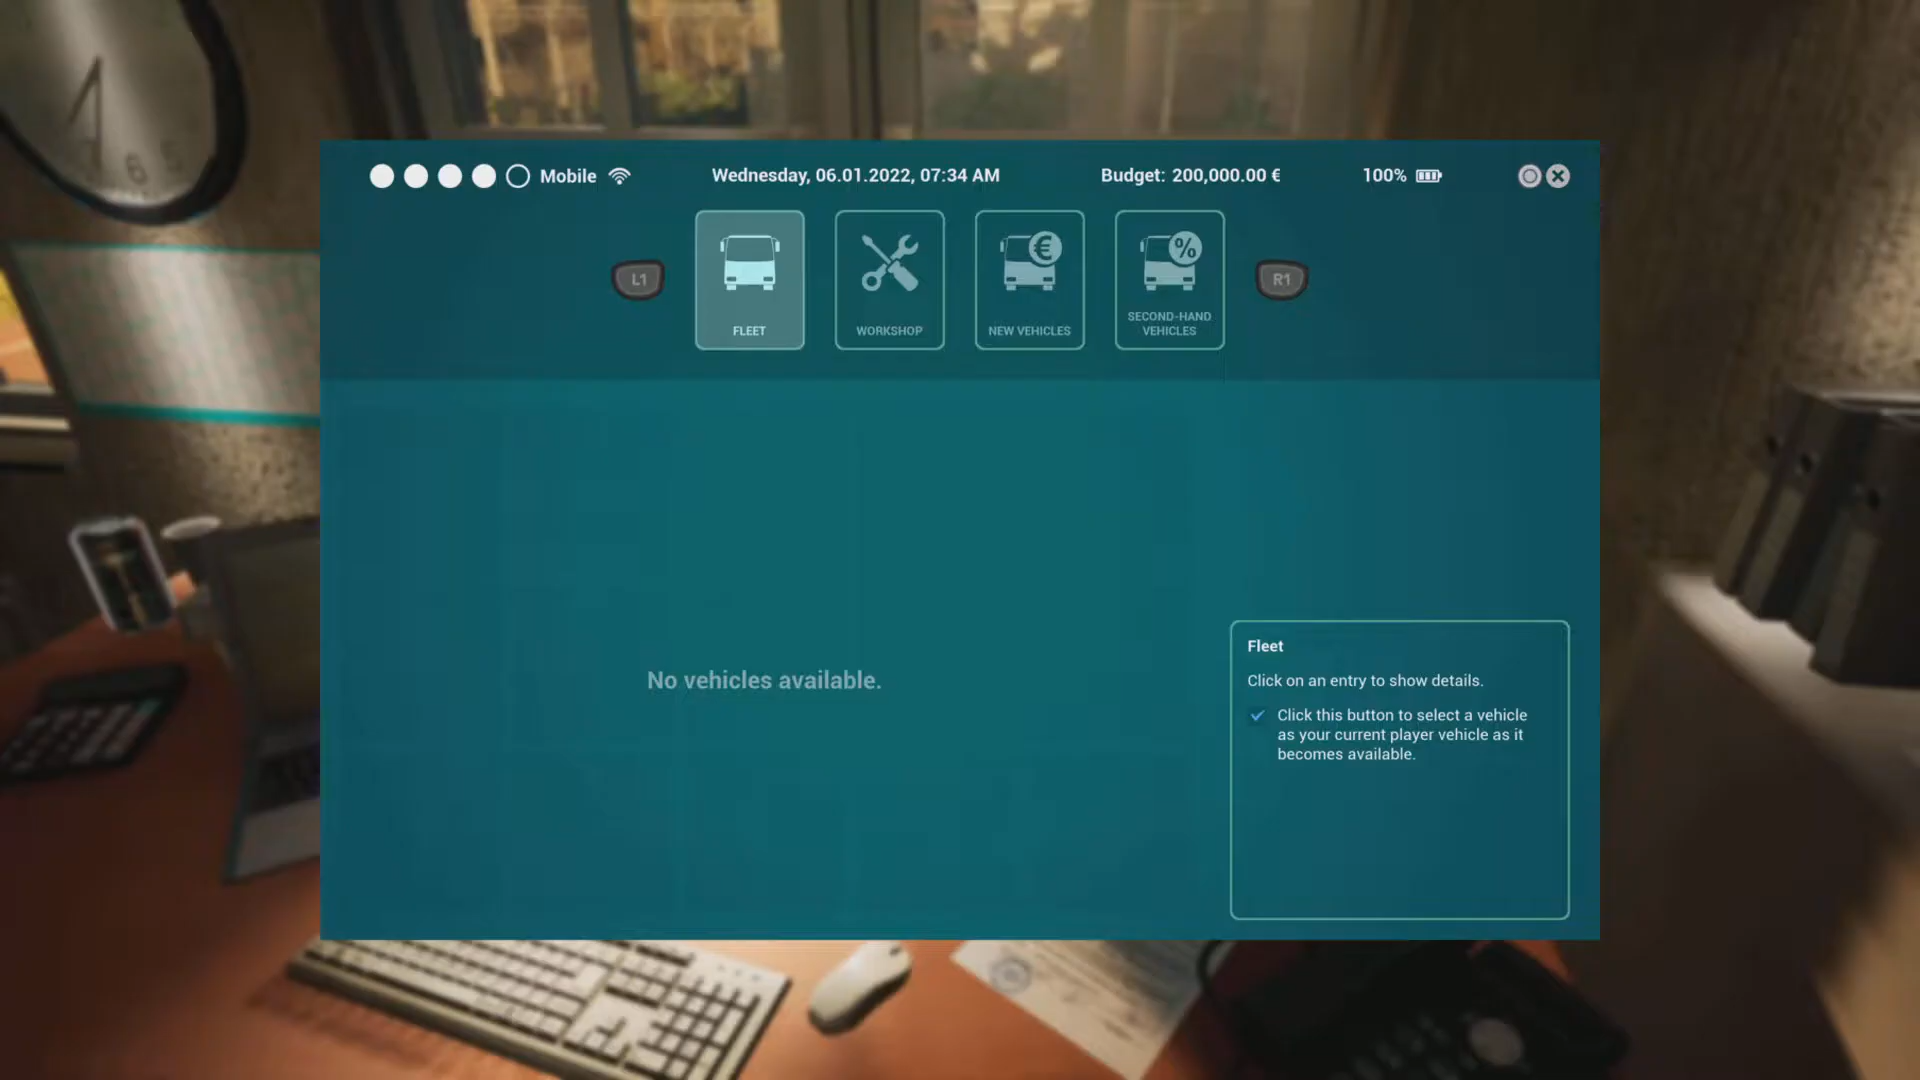 Mobile
Wednesday, 06.01.2022, 07:34 AM
Budget: 200,000.00 €
100%
L1
FLEET
WORKSHOP
€
NEW VEHICLES
%
SECOND-HAND
VEHICLES
R1
No vehicles available.
Fleet
Click on an entry to show details.
Click this button to select a vehicle
as your current player vehicle as it
becomes available.
6
5